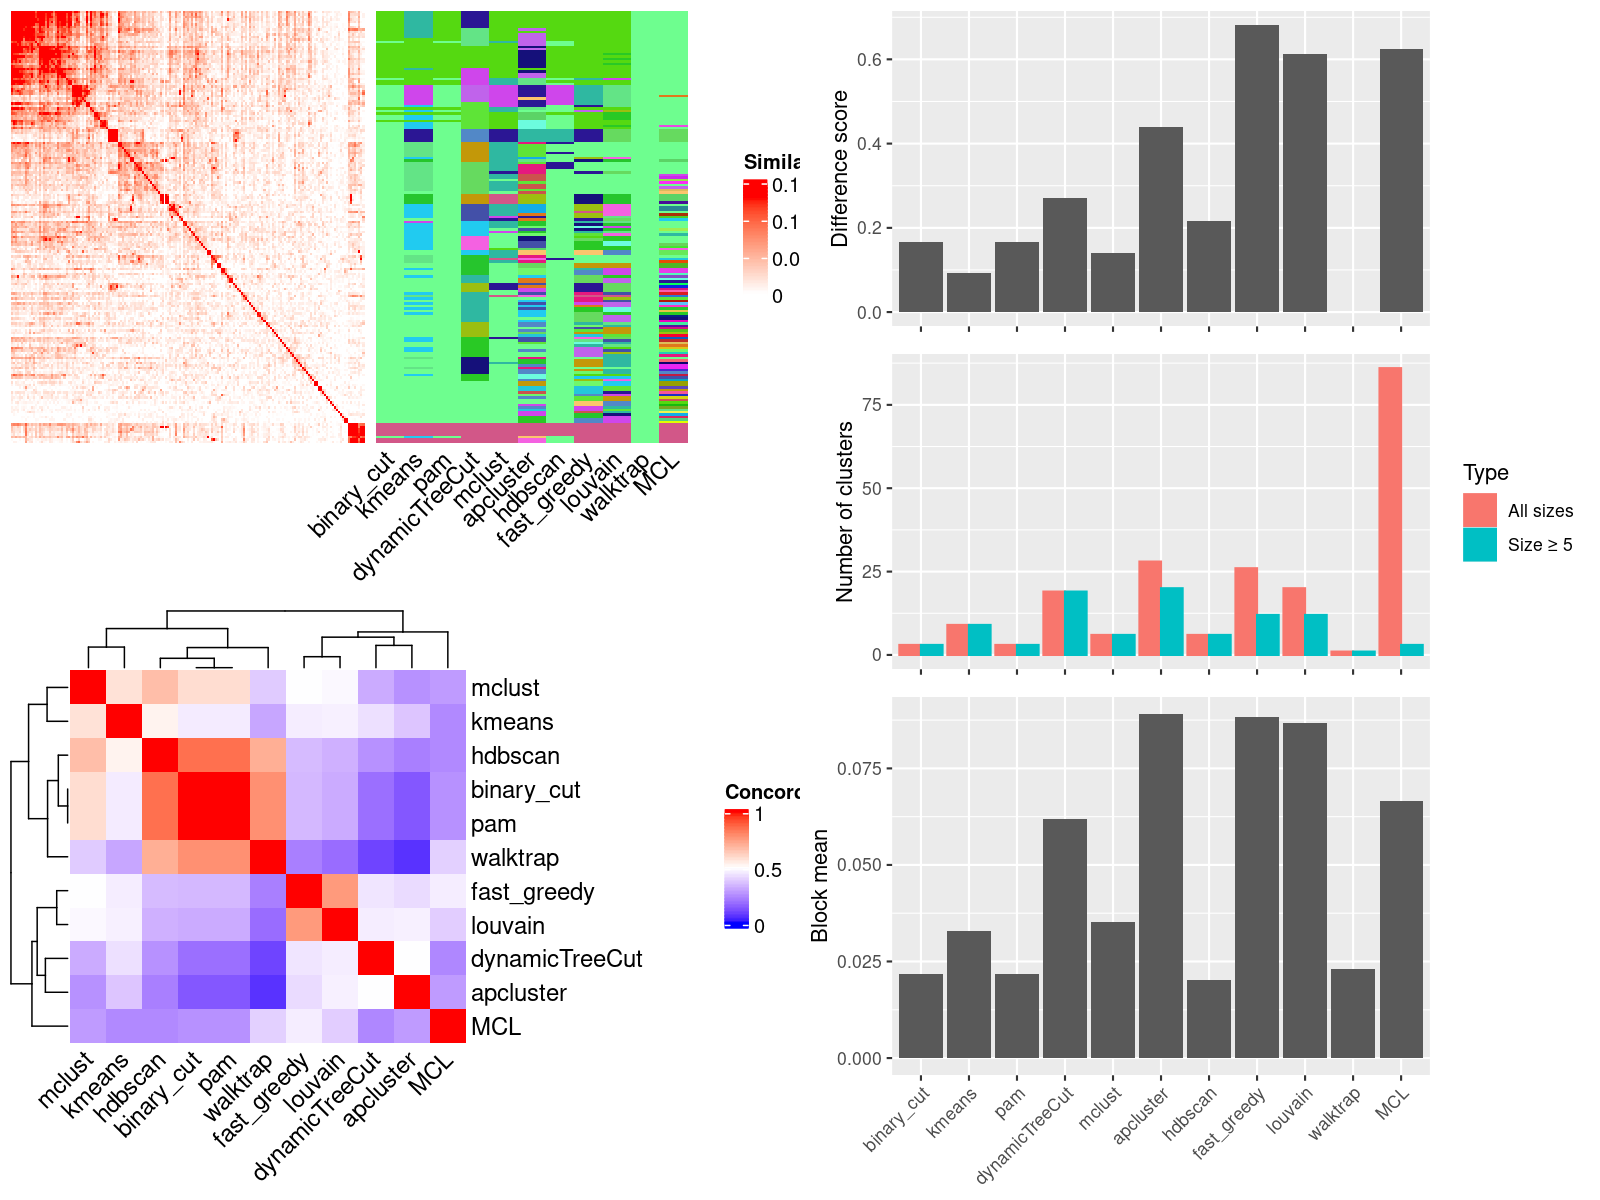 Simila
0.1
0.1
0.0
0
binary_cut
kmeans
pam
dynamicTreeCut
mclust
apcluster
hdbscan
fast_greedy
louvain
walktrap
MCL
mclust
kmeans
hdbscan
binary_cut
pam
walktrap
fast_greedy
louvain
dynamicTreeCut
apcluster
MCL
mclust
kmeans
hdbscan
binary_cut
pam
walktrap
fast_greedy
louvain
dynamicTreeCut
apcluster
MCL
Concord
1
0.5
0
Difference score
0.6
0.4
0.2
0.0
Number of clusters
75
50
25
0
Type
All sizes
Size ≥ 5
Block mean
0.075
0.050
0.025
0.000
binary_cut
kmeans
pam
dynamicTreeCut
mclust
apcluster
hdbscan
fast_greedy
louvain
walktrap
MCL